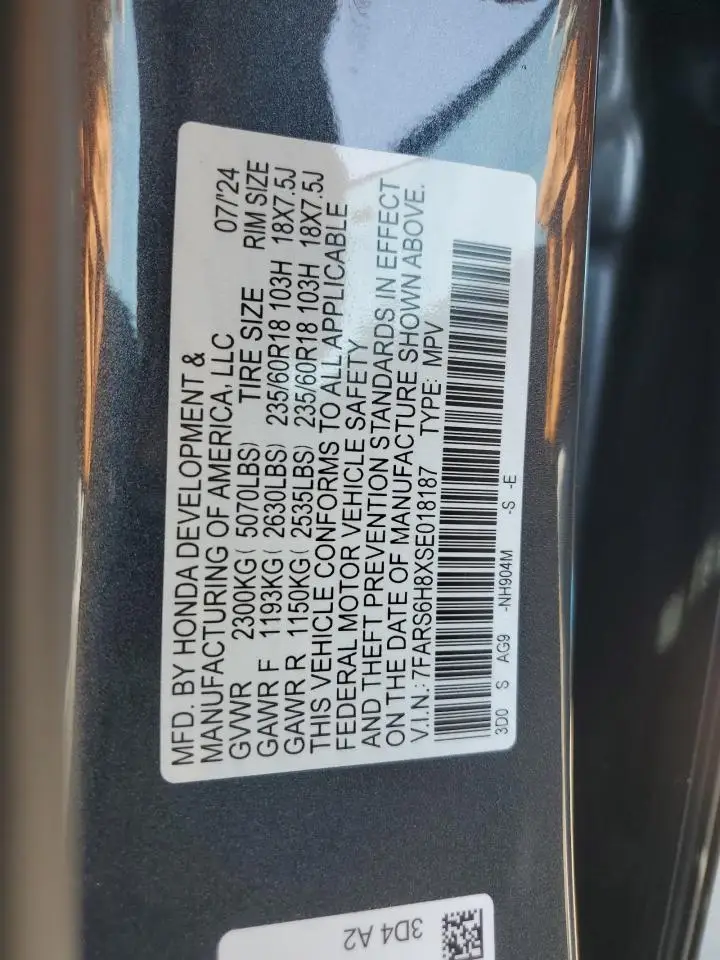 MFD. BY HONDA DEVELOPMENT &
MANUFACTURING OF AMERICA, LLC 07/'24
GVWR 2300KG ( 5070LBS) TIRE SIZE RIM SIZE
GAWR F 1193KG ( 2630LBS) 235/60R18 103H 18X7.5J
GAWR R 1150KG ( 2535LBS) 235/60R18 103H 18X7.5J
THIS VEHICLE CONFORMS TO ALL APPLICABLE
FEDERAL MOTOR VEHICLE SAFETY
AND THEFT PREVENTION STANDARDS IN EFFECT
ON THE DATE OF MANUFACTURE SHOWN ABOVE.
V.I.N.: 7FARS6H8XSE018187 TYPE: MPV
3D0 S AG9 -NH904M -S -E
3D4 A2